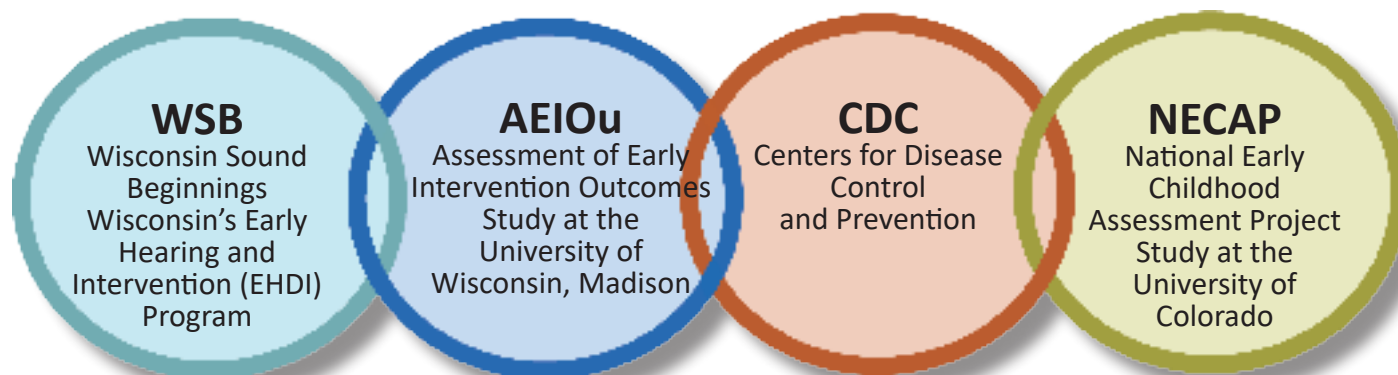 WSB
Wisconsin Sound
Beginnings
Wisconsin's Early
Hearing and
Intervention (EHDI)
Program
AEIOu
Assessment of Early
Intervention Outcomes
Study at the
University of
Wisconsin, Madison
CDC
Centers for Disease
Control
and Prevention
NECAP
National Early
Childhood
Assessment Project
Study at the
University of
Colorado